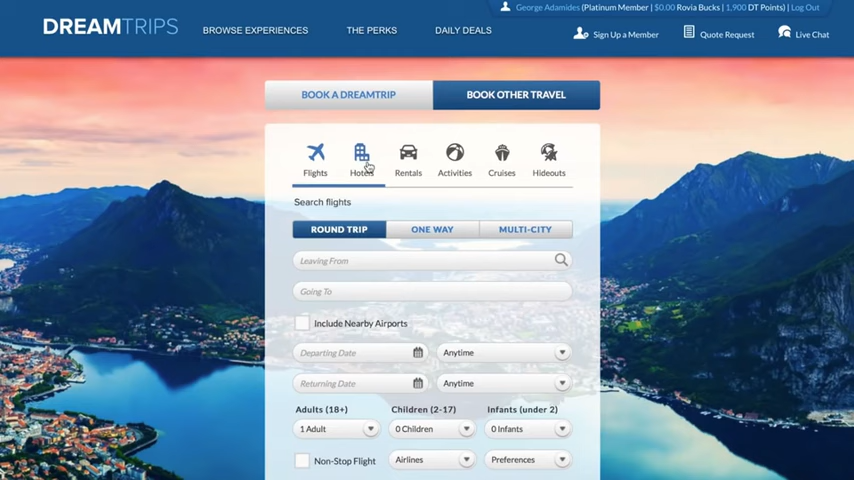 George Adamides (Platinum Member | $0.00 Rovia Bucks | 1,900 DT Points) | Log Out
DREAMTRIPS BROWSE EXPERIENCES THE PERKS DAILY DEALS
Sign Up a Member Quote Request Live Chat
BOOK A DREAMTRIP BOOK OTHER TRAVEL
Flights Hotels Rentals Activities Cruises Hideouts
Search flights
ROUND TRIP ONE WAY MULTI-CITY
Leaving From
Going To
Include Nearby Airports
Departing Date Anytime
Returning Date Anytime
Adults (18+) Children (2-17) Infants (under 2)
1 Adult 0 Children 0 Infants
Non-Stop Flight Airlines Preferences